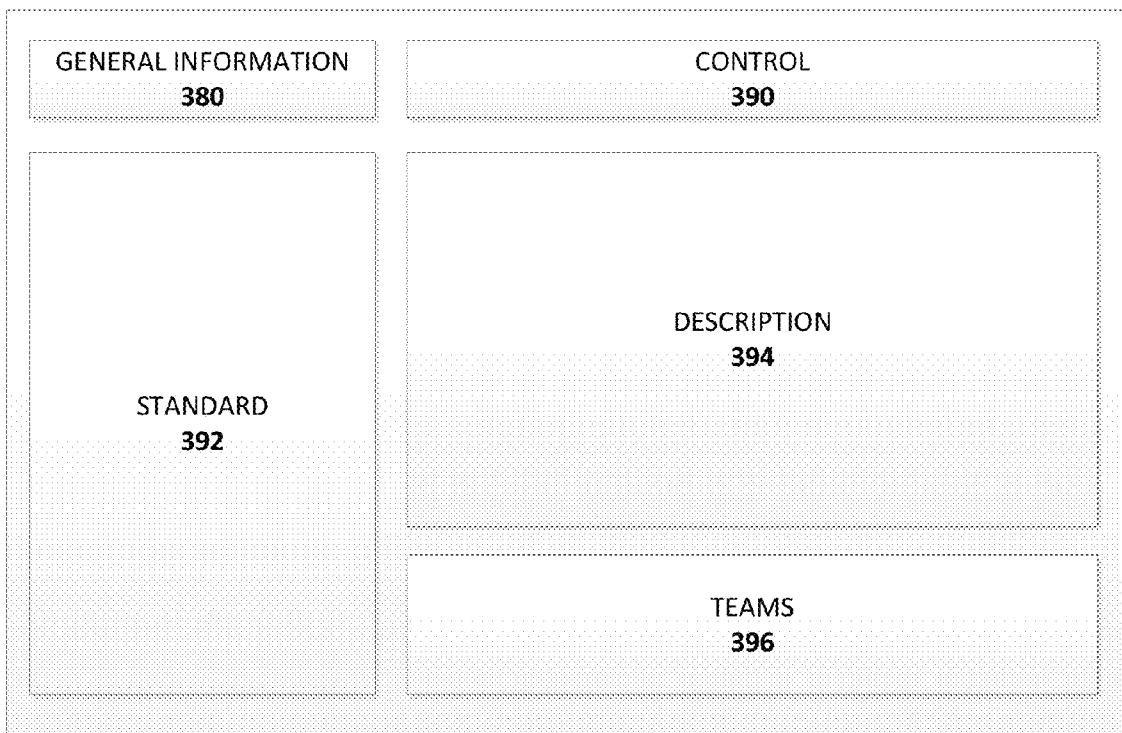 GENERAL INFORMATION
380
CONTROL
390
STANDARD
392
DESCRIPTION
394
TEAMS
396